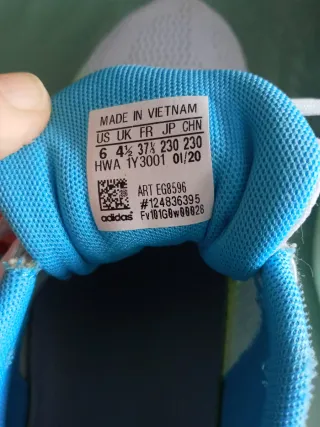 MADE IN VIETNAM
US UK FR JP CHN
6 4½ 37⅓ 230 230
HWA 1Y3001 01/20
ART EG8596
#124836395
adidas Fv101G0w00028